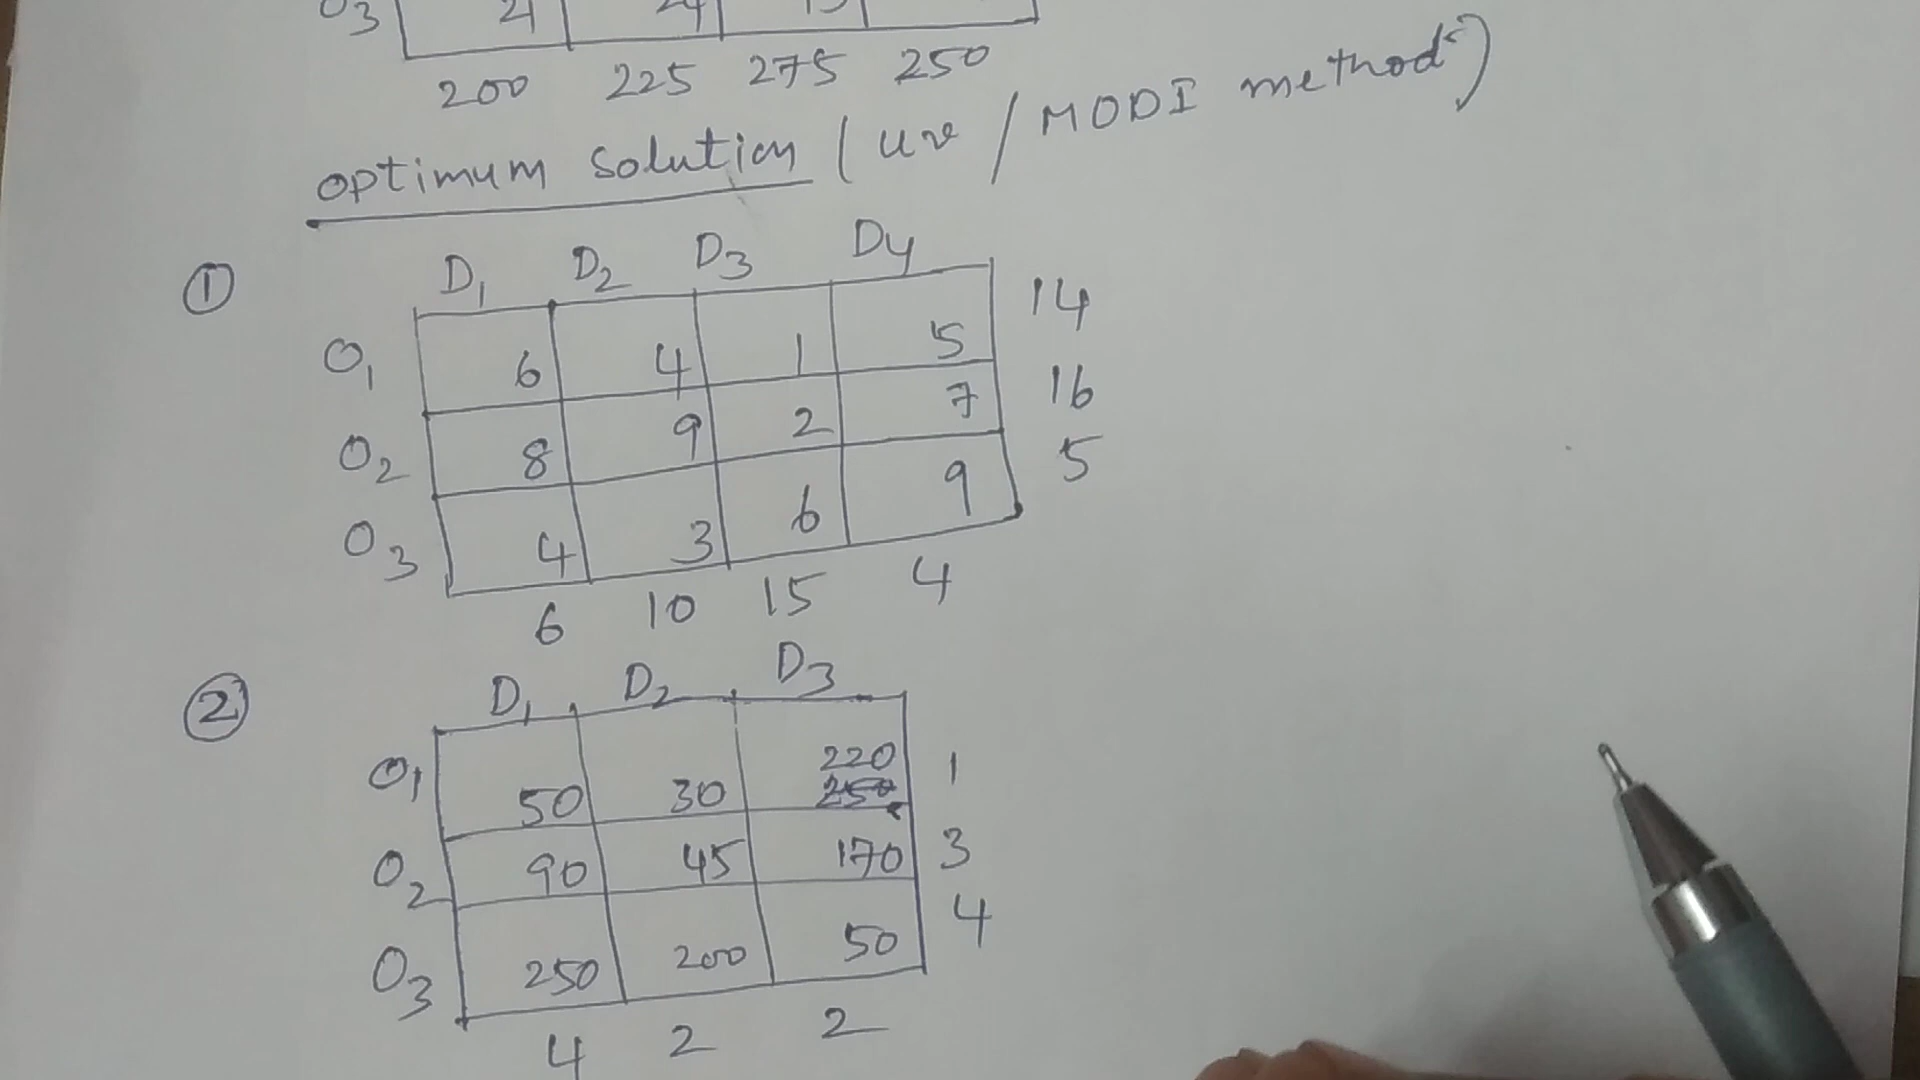 O3 21 24 13
200 225 275 250
optimum solution (uv / MODI method)
① D1 D2 D3 D4
O1 6 4 1 5 14
O2 8 9 2 7 16
O3 4 3 6 9 5
6 10 15 4
② D1 D2 D3
O1 50 30 220 1
O2 90 45 170 3
O3 250 200 50 4
4 2 2